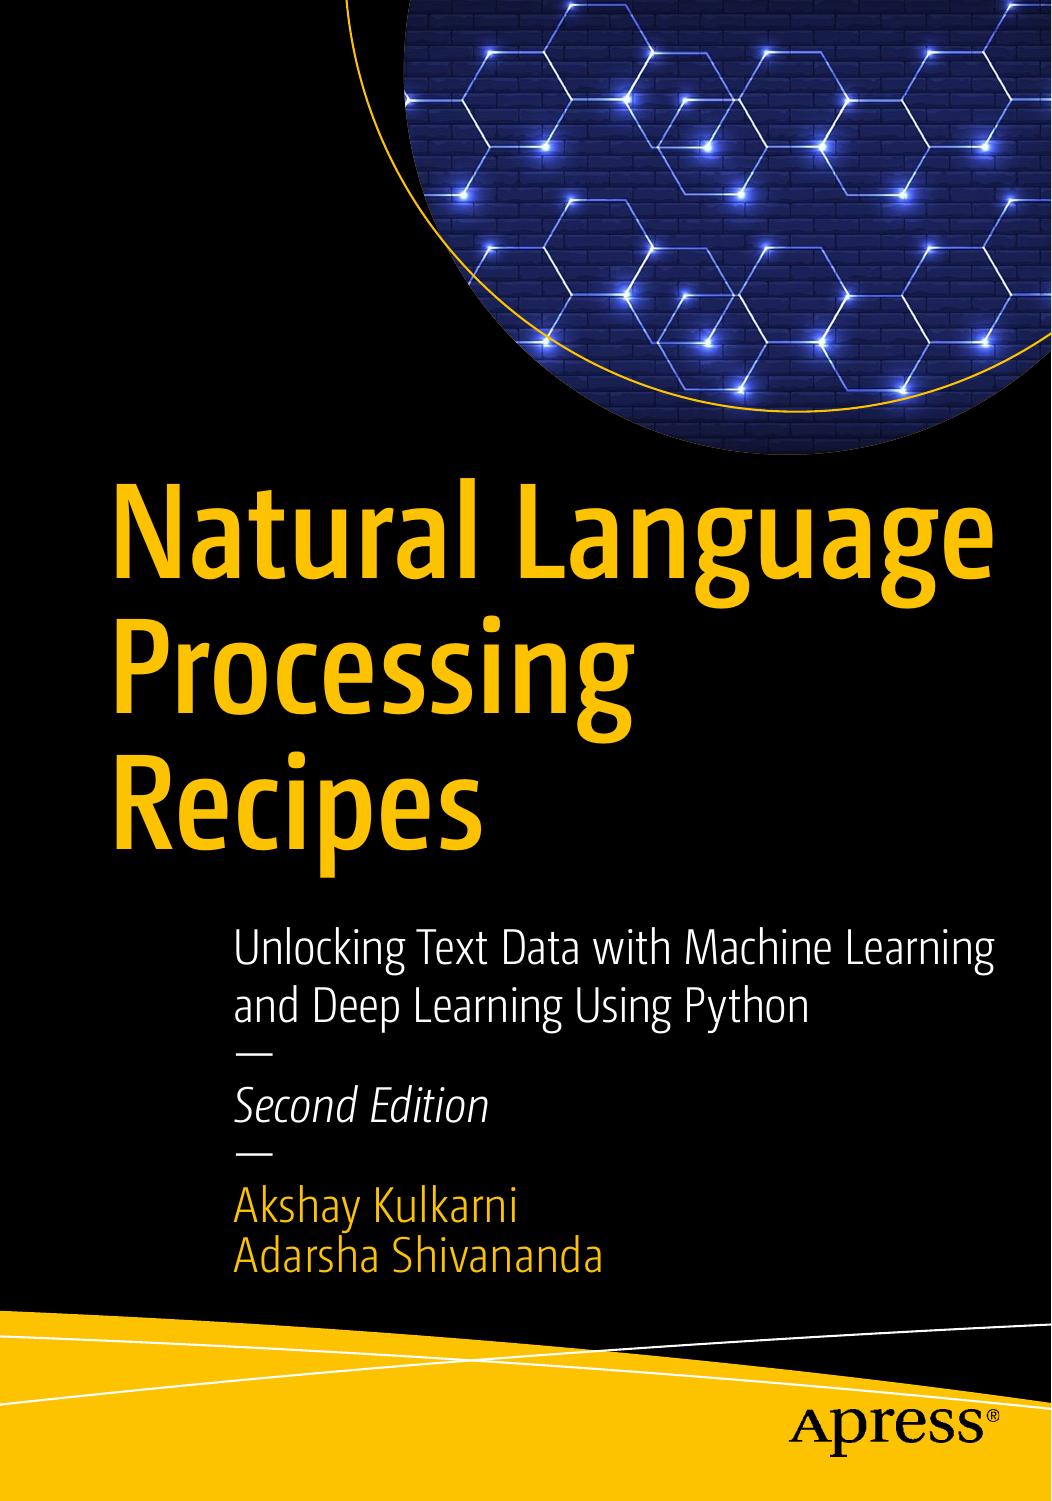 Natural Language
Processing
Recipes
Unlocking Text Data with Machine Learning
and Deep Learning Using Python
—
Second Edition
—
Akshay Kulkarni
Adarsha Shivananda
Apress®